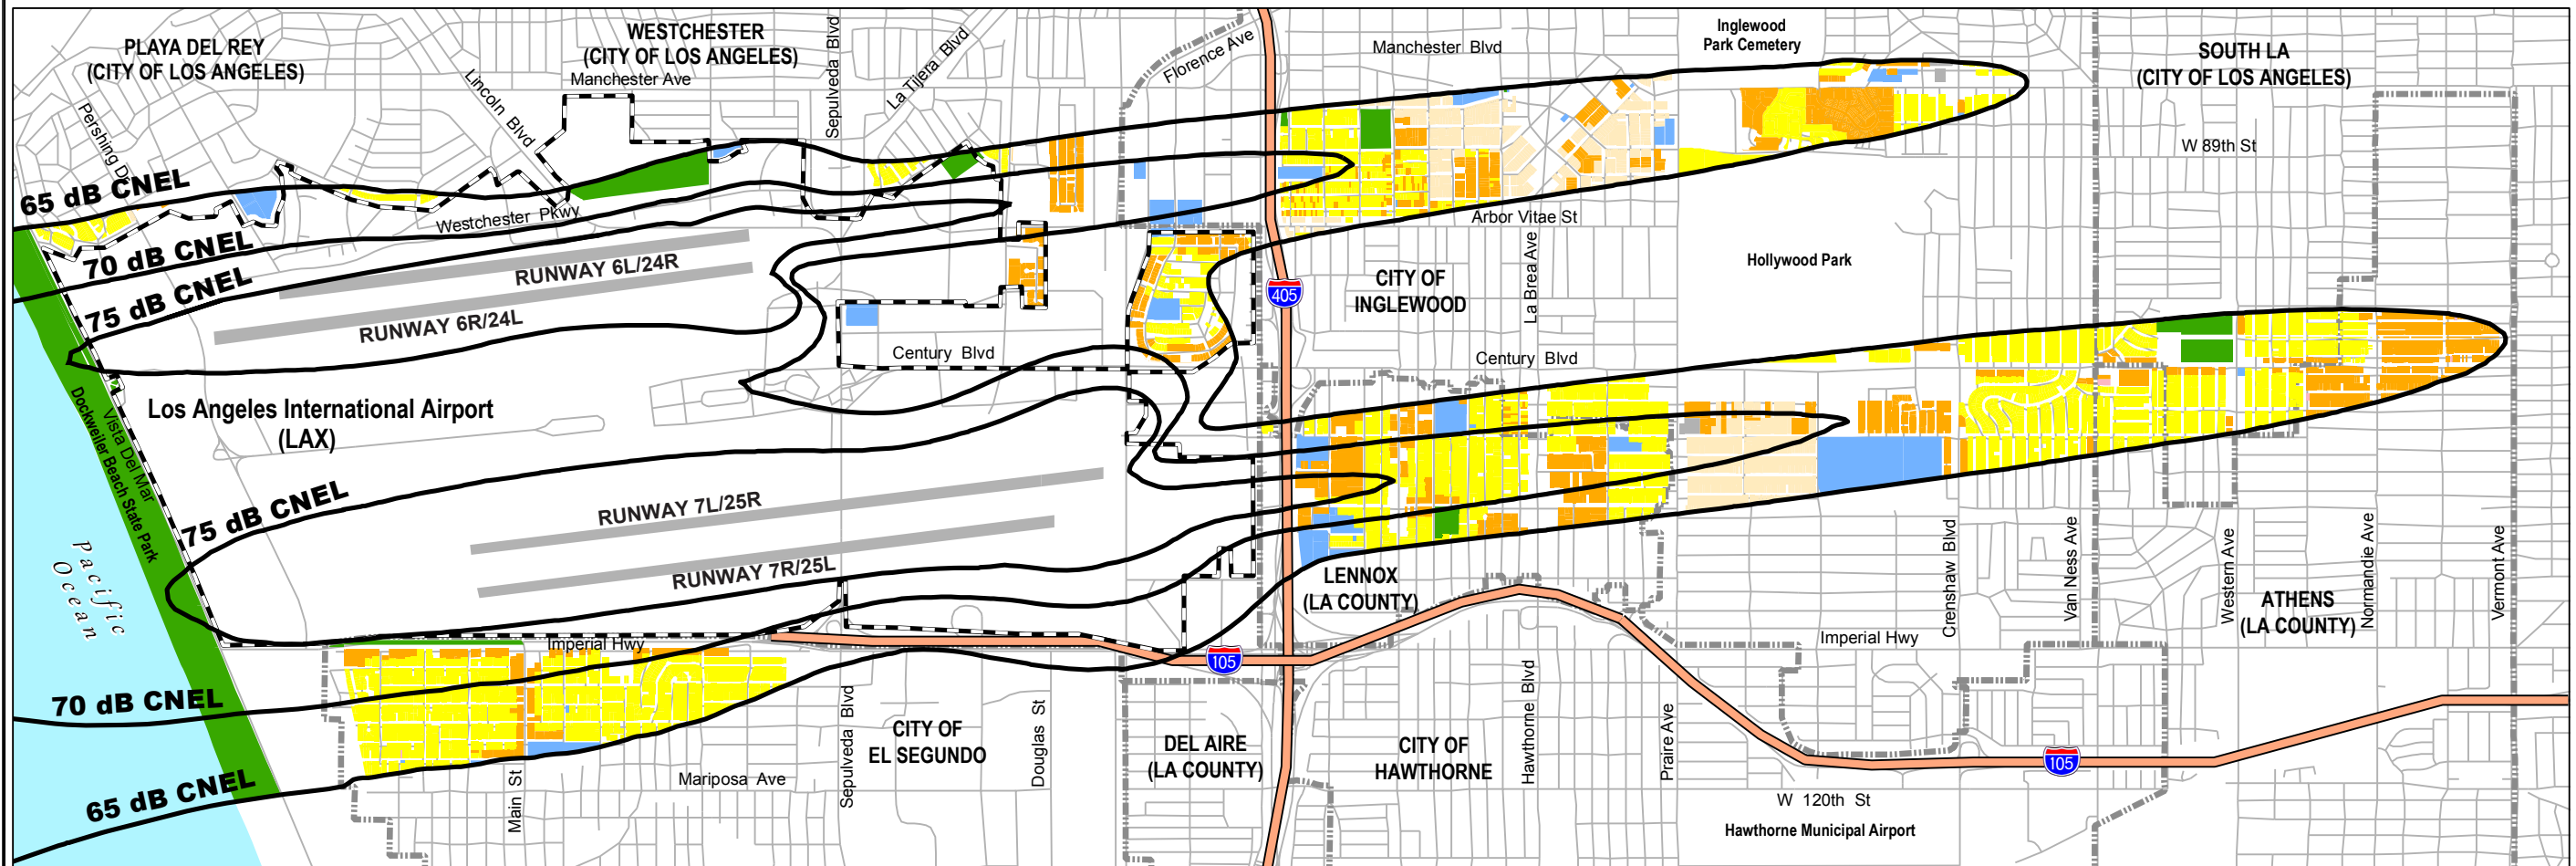 PLAYA DEL REY
(CITY OF LOS ANGELES)
WESTCHESTER
(CITY OF LOS ANGELES)
Manchester Ave
Sepulveda Blvd
La Tijera Blvd
Florence Ave
Manchester Blvd
Inglewood
Park Cemetery
SOUTH LA
(CITY OF LOS ANGELES)
Lincoln Blvd
Pershing Dr
W 89th St
65 dB CNEL
Westchester Pkwy
Arbor Vitae St
70 dB CNEL
RUNWAY 6L/24R
75 dB CNEL
RUNWAY 6R/24L
405
CITY OF
INGLEWOOD
La Brea Ave
Hollywood Park
Century Blvd
Century Blvd
Los Angeles International Airport
(LAX)
Vista Del Mar
Dockweiler Beach State Park
75 dB CNEL
RUNWAY 7L/25R
RUNWAY 7R/25L
Pacific
Ocean
LENNOX
(LA COUNTY)
Crenshaw Blvd
Van Ness Ave
Western Ave
Normandie Ave
Vermont Ave
ATHENS
(LA COUNTY)
Imperial Hwy
Imperial Hwy
105
70 dB CNEL
65 dB CNEL
Main St
Mariposa Ave
Sepulveda Blvd
CITY OF
EL SEGUNDO
Douglas St
DEL AIRE
(LA COUNTY)
CITY OF
HAWTHORNE
Hawthorne Blvd
Prairie Ave
105
W 120th St
Hawthorne Municipal Airport